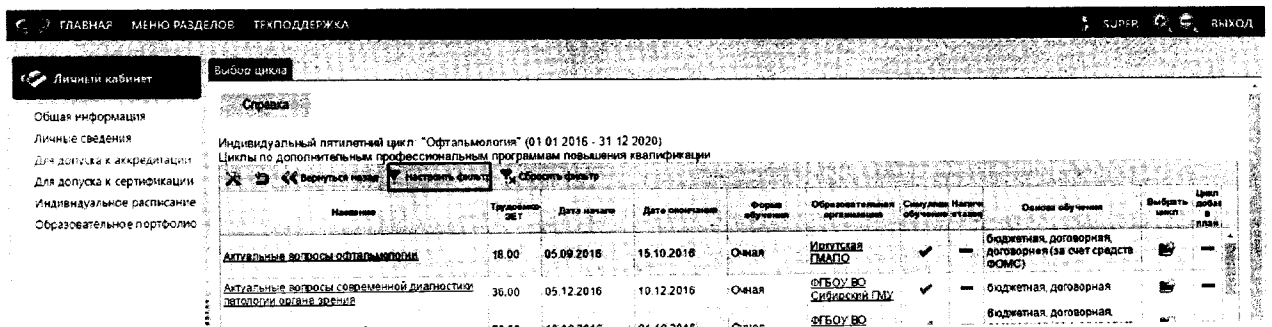 ГЛАВНАЯ МЕНЮ РАЗДЕЛОВ ТЕХПОДДЕРЖКА SUPER ВЫХОД
Личный кабинет
Общая информация
Личные сведения
Для допуска к аккредитации
Для допуска к сертификации
Индивидуальное расписание
Образовательное портфолио
Выбор цикла
Справка
Индивидуальный пятилетний цикл: "Офтальмология" (01.01.2016 - 31.12.2020)
Циклы по дополнительным профессиональным программам повышения квалификации
Вернуться назад Настроить фильтр Сбросить фильтр
Название Дата начала Дата окончания Форма обучения Образовательная организация Основа обучения Выбрать цикл
Актуальные вопросы офтальмологии 18.00 05.09.2016 15.10.2016 Очная Иркутская ГМАПО бюджетная, договорная, договорная (за счет средств ФОМС)
Актуальные вопросы современной диагностики патологии органа зрения 36,00 05.12.2016 10.12.2016 Очная ФГБОУ ВО Сибирский ГМУ бюджетная, договорная
ФГБОУ ВО бюджетная, договорная,